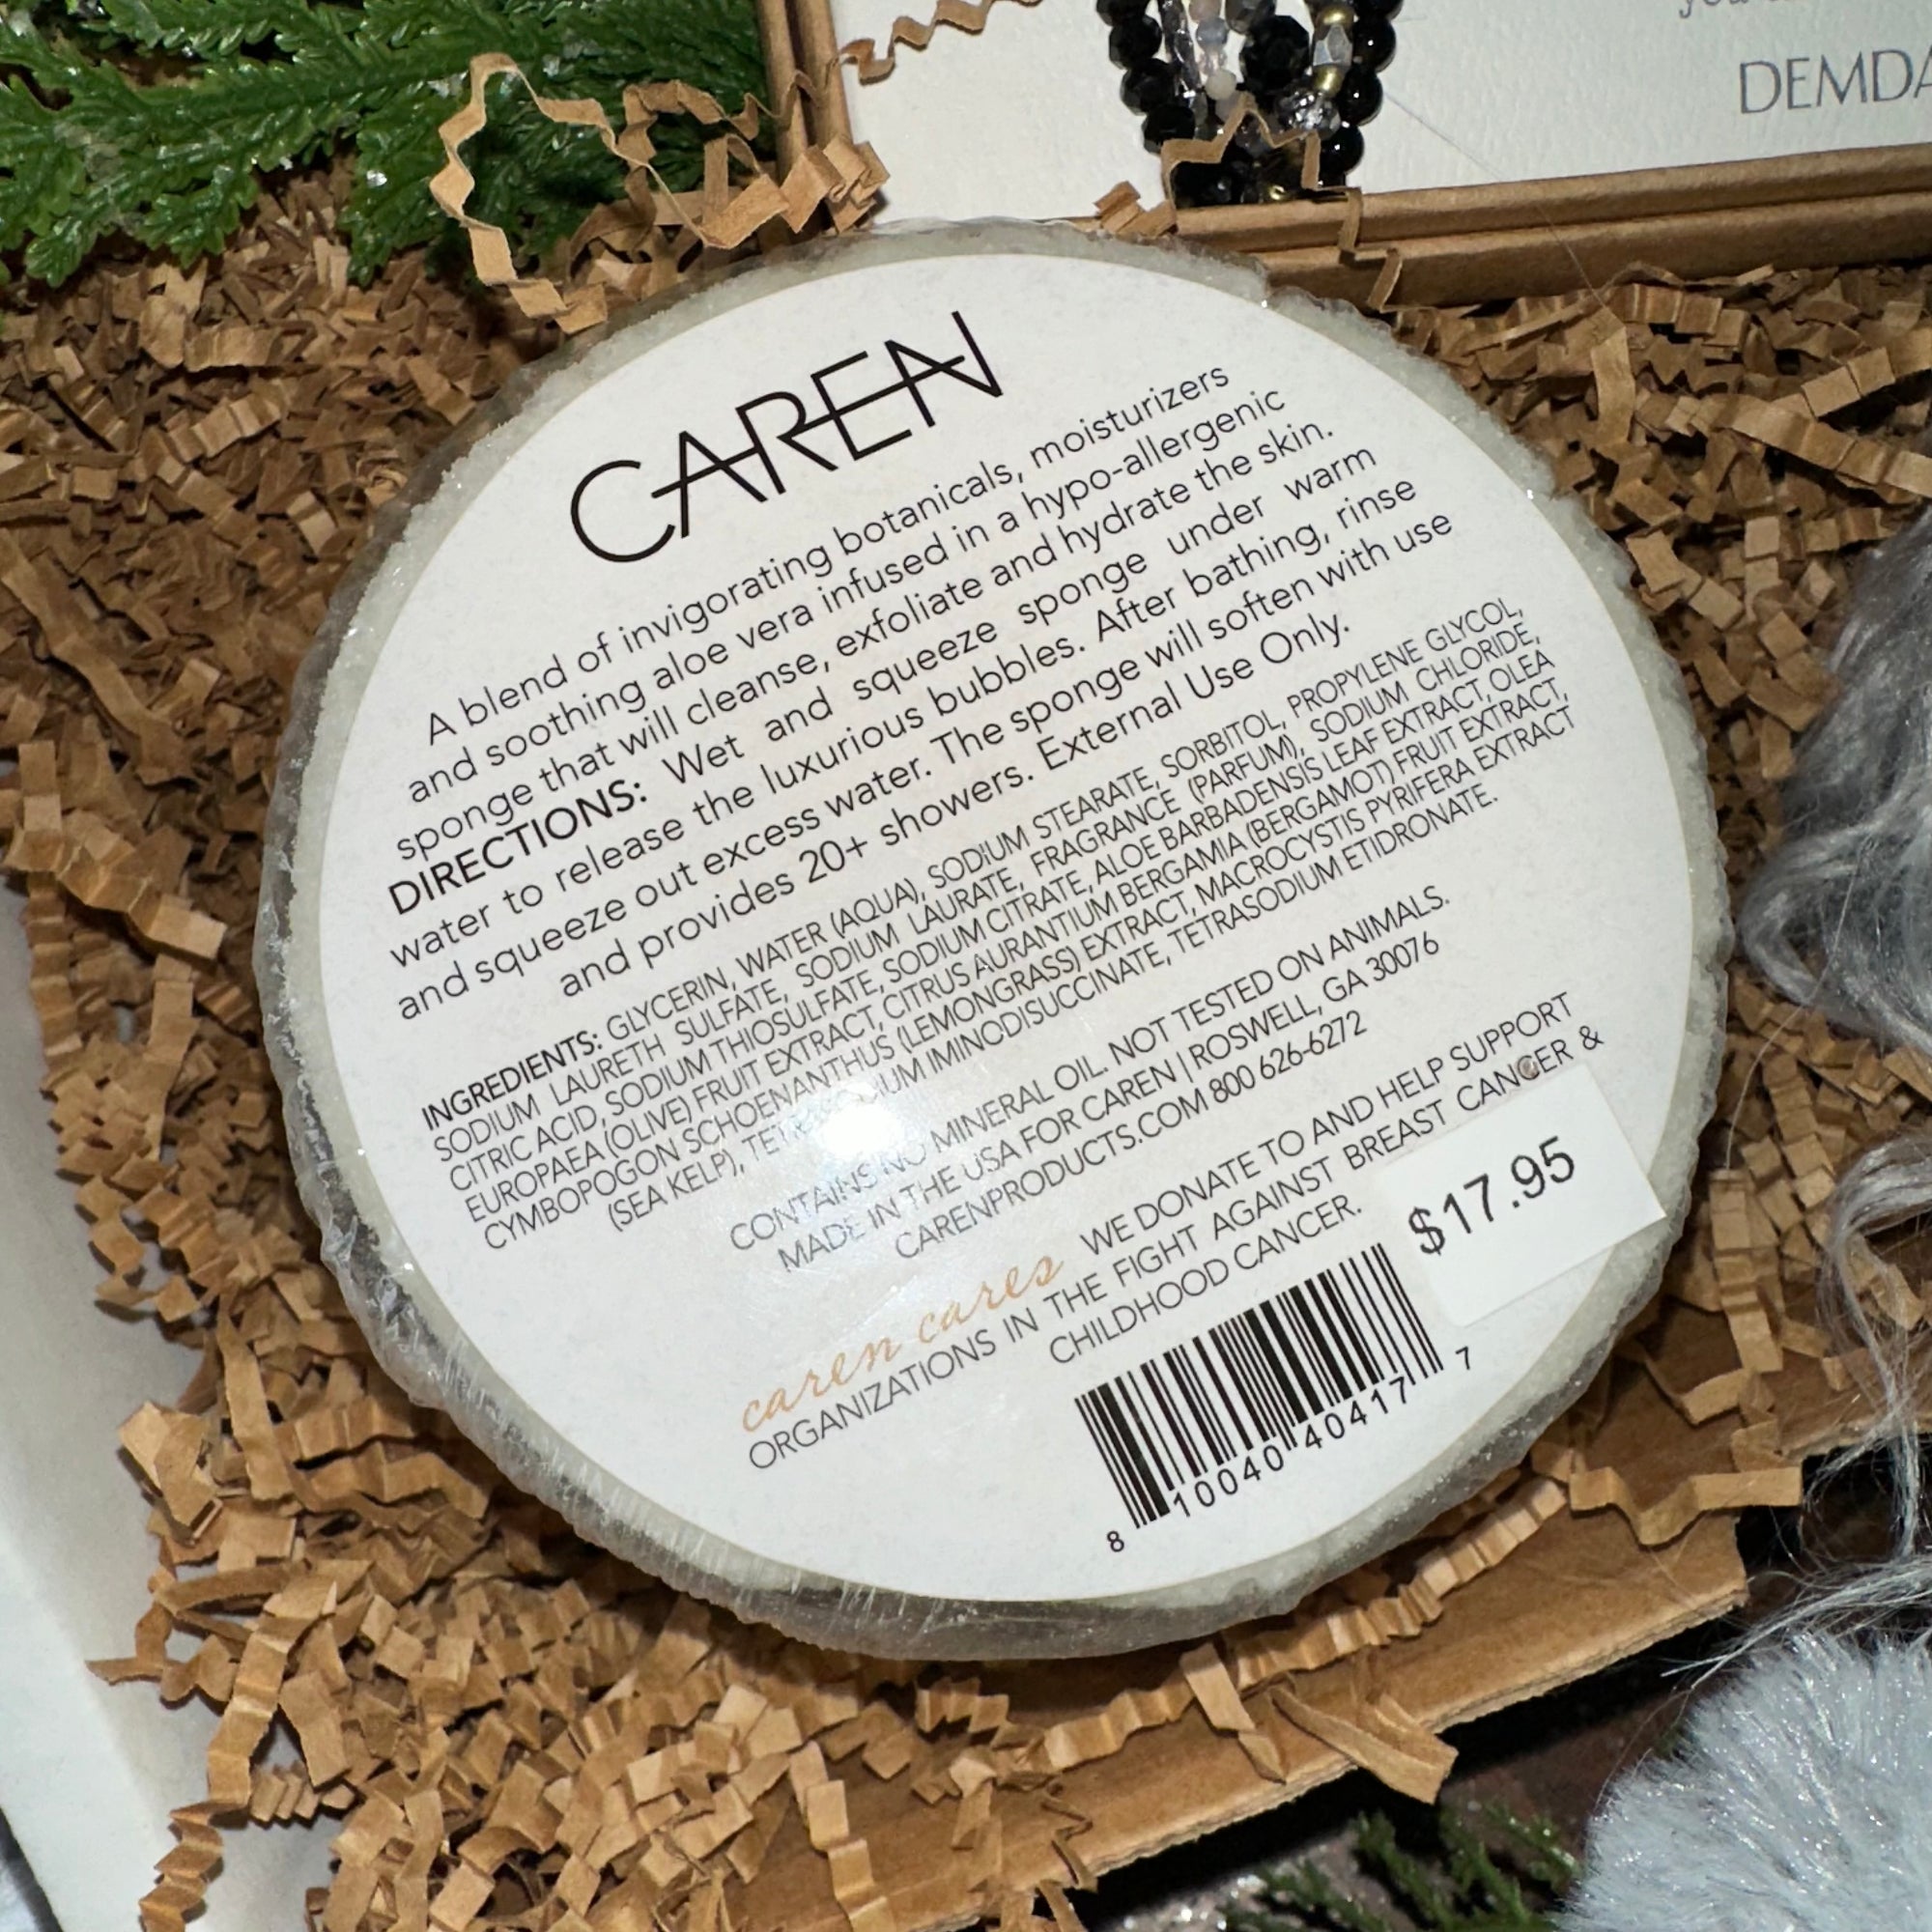 DEMDA
CAREN
A blend of invigorating botanicals, moisturizers
and soothing aloe vera infused in a hypo-allergenic
sponge that will cleanse, exfoliate and hydrate the skin.
DIRECTIONS: Wet and squeeze sponge under warm
water to release the luxurious bubbles. After bathing, rinse
and squeeze out excess water. The sponge will soften with use
and provides 20+ showers. External Use Only.
INGREDIENTS: GLYCERIN, WATER (AQUA), SODIUM STEARATE, SORBITOL, PROPYLENE GLYCOL,
SODIUM LAURETH SULFATE, SODIUM LAURATE, FRAGRANCE (PARFUM), SODIUM CHLORIDE,
CITRIC ACID, SODIUM THIOSULFATE, SODIUM CITRATE, ALOE BARBADENSIS LEAF EXTRACT, OLEA
EUROPAEA (OLIVE) FRUIT EXTRACT, CITRUS AURANTIUM BERGAMIA (BERGAMOT) FRUIT EXTRACT,
CYMBOPOGON SCHOENANTHUS (LEMONGRASS) EXTRACT, MACROCYSTIS PYRIFERA EXTRACT
(SEA KELP), TETRASODIUM IMINODISUCCINATE, TETRASODIUM ETIDRONATE.
CONTAINS NO MINERAL OIL. NOT TESTED ON ANIMALS.
MADE IN THE USA FOR CAREN | ROSWELL, GA 30076
CARENPRODUCTS.COM 800 626-6272
caren cares WE DONATE TO AND HELP SUPPORT
ORGANIZATIONS IN THE FIGHT AGAINST BREAST CANCER &
CHILDHOOD CANCER.
$17.95
8 10040 40417 7